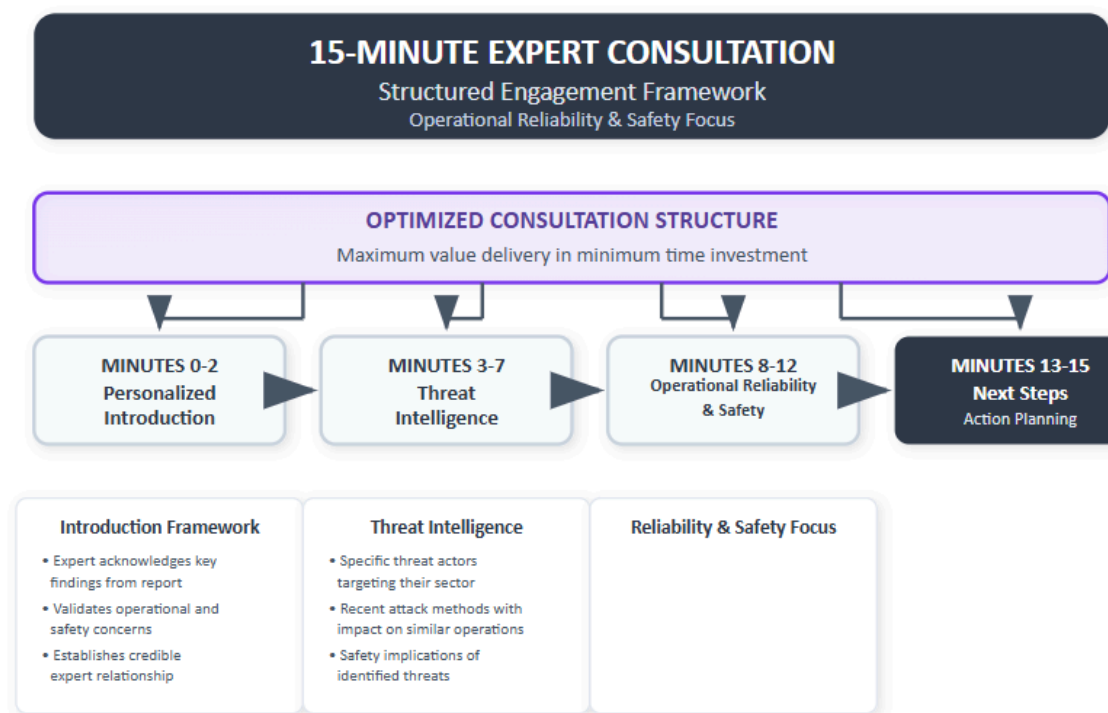 15-MINUTE EXPERT CONSULTATION
Structured Engagement Framework
Operational Reliability & Safety Focus
OPTIMIZED CONSULTATION STRUCTURE
Maximum value delivery in minimum time investment
MINUTES 0-2
Personalized
Introduction
MINUTES 3-7
Threat
Intelligence
MINUTES 8-12
Operational Reliability
& Safety
MINUTES 13-15
Next Steps
Action Planning
Introduction Framework
• Expert acknowledges key
findings from report
• Validates operational and
safety concerns
• Establishes credible
expert relationship
Threat Intelligence
• Specific threat actors
targeting their sector
• Recent attack methods with
impact on similar operations
• Safety implications of
identified threats
Reliability & Safety Focus